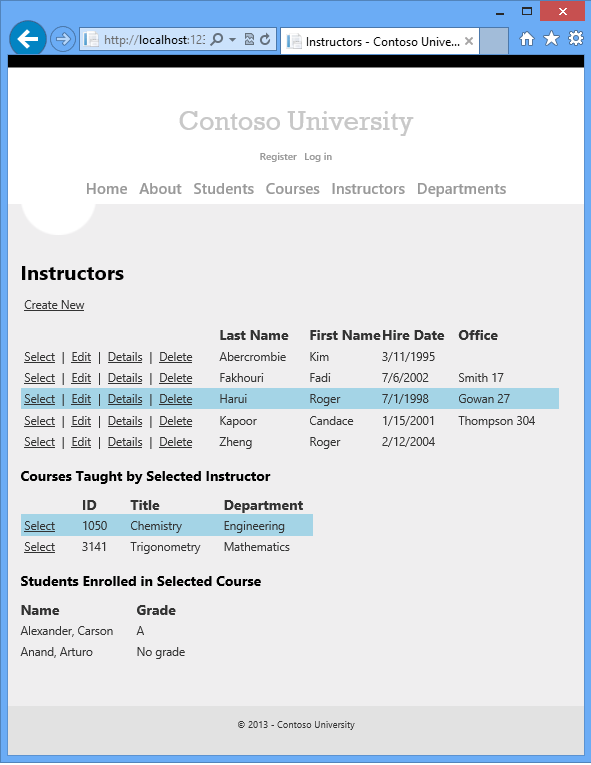 http://localhost:123
Instructors - Contoso Unive...
Contoso University
Register Log in
Home About Students Courses Instructors Departments
Instructors
Create New
Last Name First Name Hire Date Office
Select | Edit | Details | Delete Abercrombie Kim 3/11/1995
Select | Edit | Details | Delete Fakhouri Fadi 7/6/2002 Smith 17
Select | Edit | Details | Delete Harui Roger 7/1/1998 Gowan 27
Select | Edit | Details | Delete Kapoor Candace 1/15/2001 Thompson 304
Select | Edit | Details | Delete Zheng Roger 2/12/2004
Courses Taught by Selected Instructor
ID Title Department
Select 1050 Chemistry Engineering
Select 3141 Trigonometry Mathematics
Students Enrolled in Selected Course
Name Grade
Alexander, Carson A
Anand, Arturo No grade
© 2013 - Contoso University